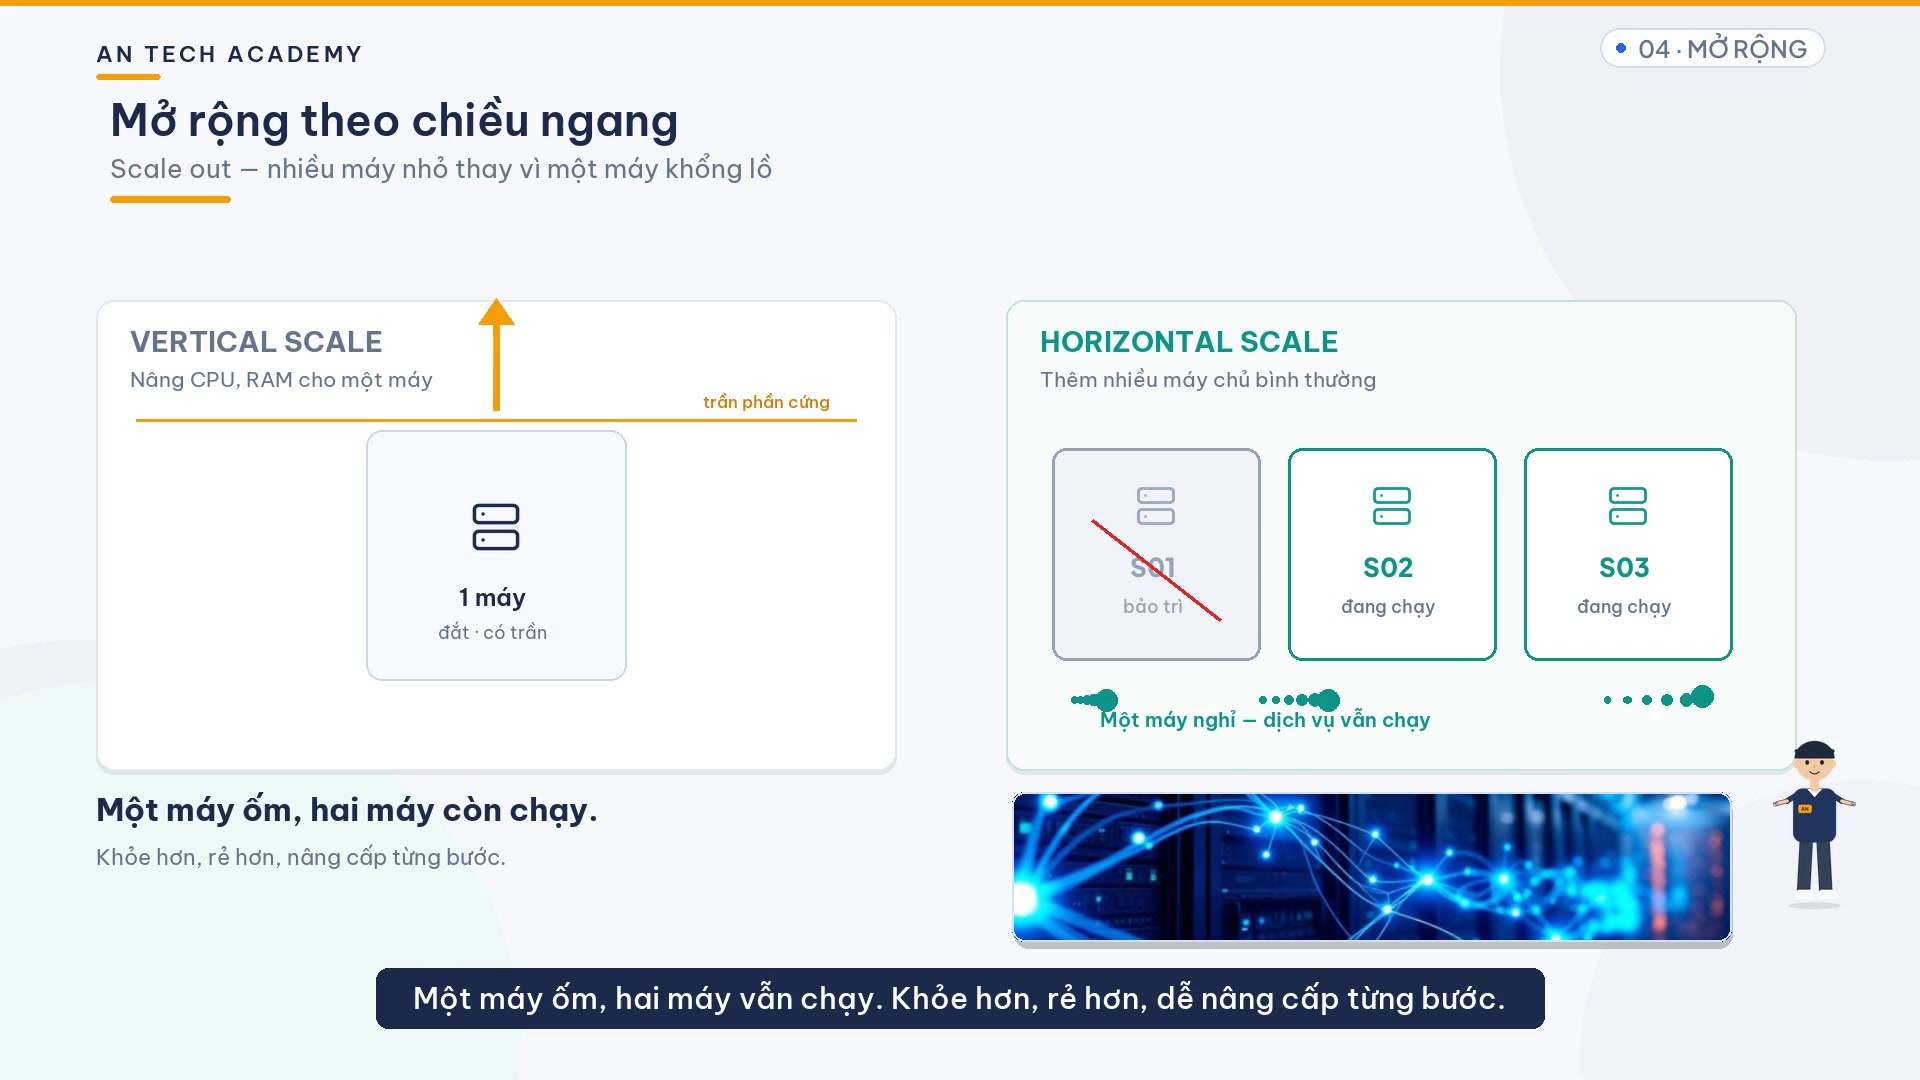 AN TECH ACADEMY
04 · MỞ RỘNG
Mở rộng theo chiều ngang
Scale out — nhiều máy nhỏ thay vì một máy khổng lồ
VERTICAL SCALE
Nâng CPU, RAM cho một máy
trần phần cứng
1 máy
đắt · có trần
HORIZONTAL SCALE
Thêm nhiều máy chủ bình thường
S01
bảo trì
S02
đang chạy
S03
đang chạy
Một máy nghỉ — dịch vụ vẫn chạy
Một máy ốm, hai máy còn chạy.
Khỏe hơn, rẻ hơn, nâng cấp từng bước.
AN
Một máy ốm, hai máy vẫn chạy. Khỏe hơn, rẻ hơn, dễ nâng cấp từng bước.